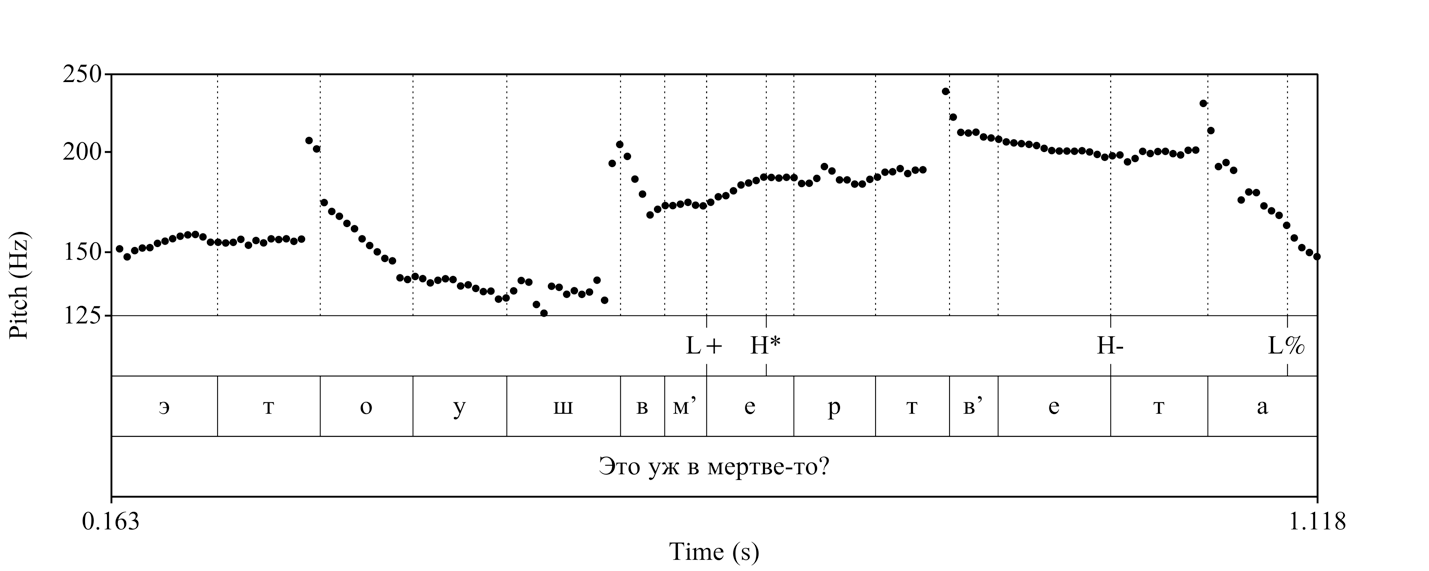 250
200
150
125
Pitch (Hz)
L+ H* H- L%
э т о у ш в м’ е р т в’ е т а
Это уж в мертве-то?
0.163 1.118
Time (s)